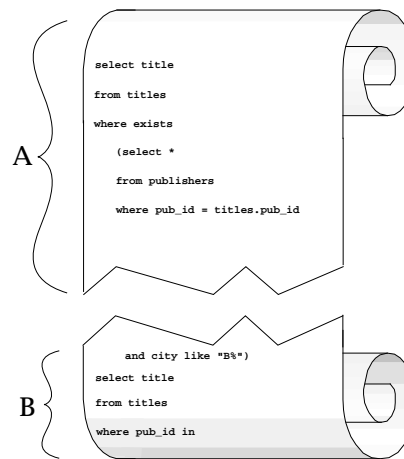 select title
from titles
where exists
(select *
from publishers
where pub_id = titles.pub_id
A
and city like "B%")
select title
from titles
where pub_id in
B